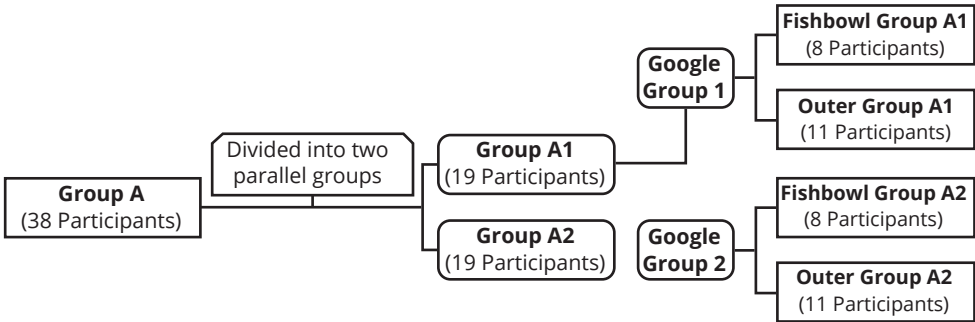 Group A
(38 Participants)
Divided into two
parallel groups
Group A1
(19 Participants)
Group A2
(19 Participants)
Google
Group 1
Google
Group 2
Fishbowl Group A1
(8 Participants)
Outer Group A1
(11 Participants)
Fishbowl Group A2
(8 Participants)
Outer Group A2
(11 Participants)